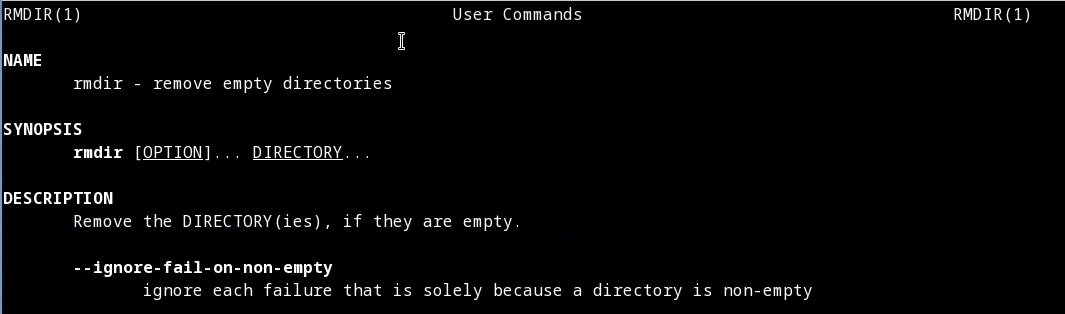 RMDIR(1) User Commands RMDIR(1)
NAME
rmdir - remove empty directories
SYNOPSIS
rmdir [OPTION]... DIRECTORY...
DESCRIPTION
Remove the DIRECTORY(ies), if they are empty.
--ignore-fail-on-non-empty
ignore each failure that is solely because a directory is non-empty